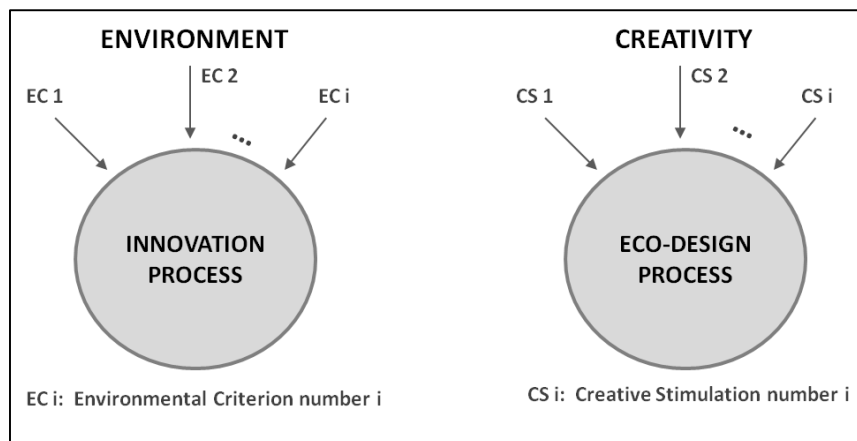 ENVIRONMENT
EC 1
EC 2
EC i
...
INNOVATION
PROCESS
EC i: Environmental Criterion number i
CREATIVITY
CS 1
CS 2
CS i
...
ECO-DESIGN
PROCESS
CS i: Creative Stimulation number i